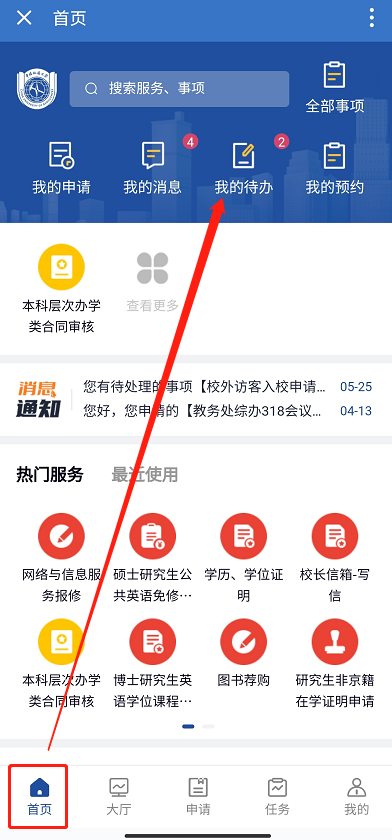 首页
搜索服务、事项
全部事项
4
2
我的申请
我的消息
我的待办
我的预约
本科层次办学
类合同审核
查看更多
消息
通知
您有待处理的事项【校外访客入校申请... 05-25
您好，您申请的【教务处综办318会议... 04-13
热门服务
最近使用
网络与信息服
务报修
硕士研究生公
共英语免修…
学历、学位证
明
校长信箱-写
信
本科层次办学
类合同审核
博士研究生英
语学位课程…
图书荐购
研究生非京籍
在学证明申请
首页
大厅
申请
任务
我的